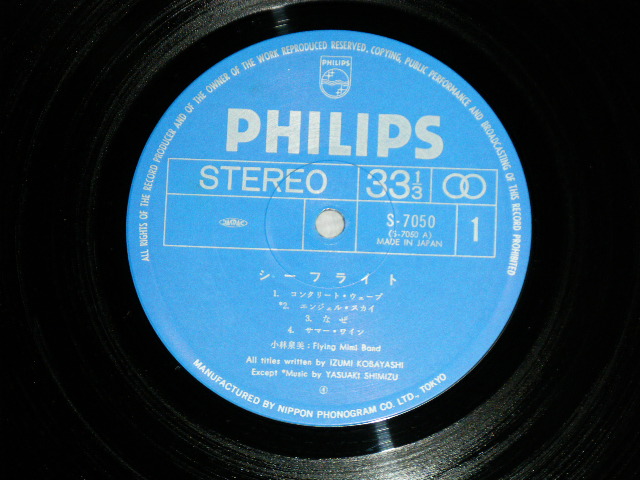 ALL RIGHTS OF THE RECORD PRODUCER AND OF THE OWNER OF THE WORK REPRODUCED RESERVED, COPYING, PUBLIC PERFORMANCE AND BROADCASTING OF THIS RECORD PROHIBITED
PHILIPS
PHILIPS
STEREO 33 1/3
S-7050
(S-7050 A)
MADE IN JAPAN
1
シーフライト
1. コンクリート・ウェーブ
*2. エンジェル・スカイ
3. なぜ
4. サマー・ワイン
小林泉美:Flying Mimi Band
All titles written by IZUMI KOBAYASHI
Except *Music by YASUAKI SHIMIZU
MANUFACTURED BY NIPPON PHONOGRAM CO. LTD., TOKYO